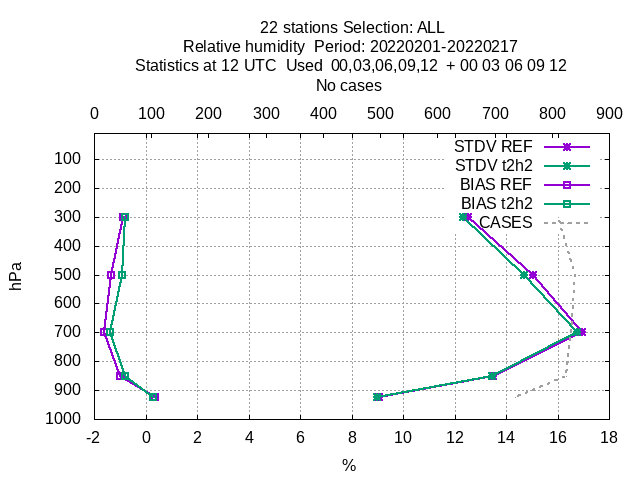 22 stations Selection: ALL
Relative humidity  Period: 20220201-20220217
Statistics at 12 UTC  Used  00,03,06,09,12  + 00 03 06 09 12
No cases
0 100 200 300 400 500 600 700 800 900
STDV REF
STDV t2h2
BIAS REF
BIAS t2h2
CASES
100
200
300
400
500
600
700
800
900
1000
hPa
-2 0 2 4 6 8 10 12 14 16 18
%